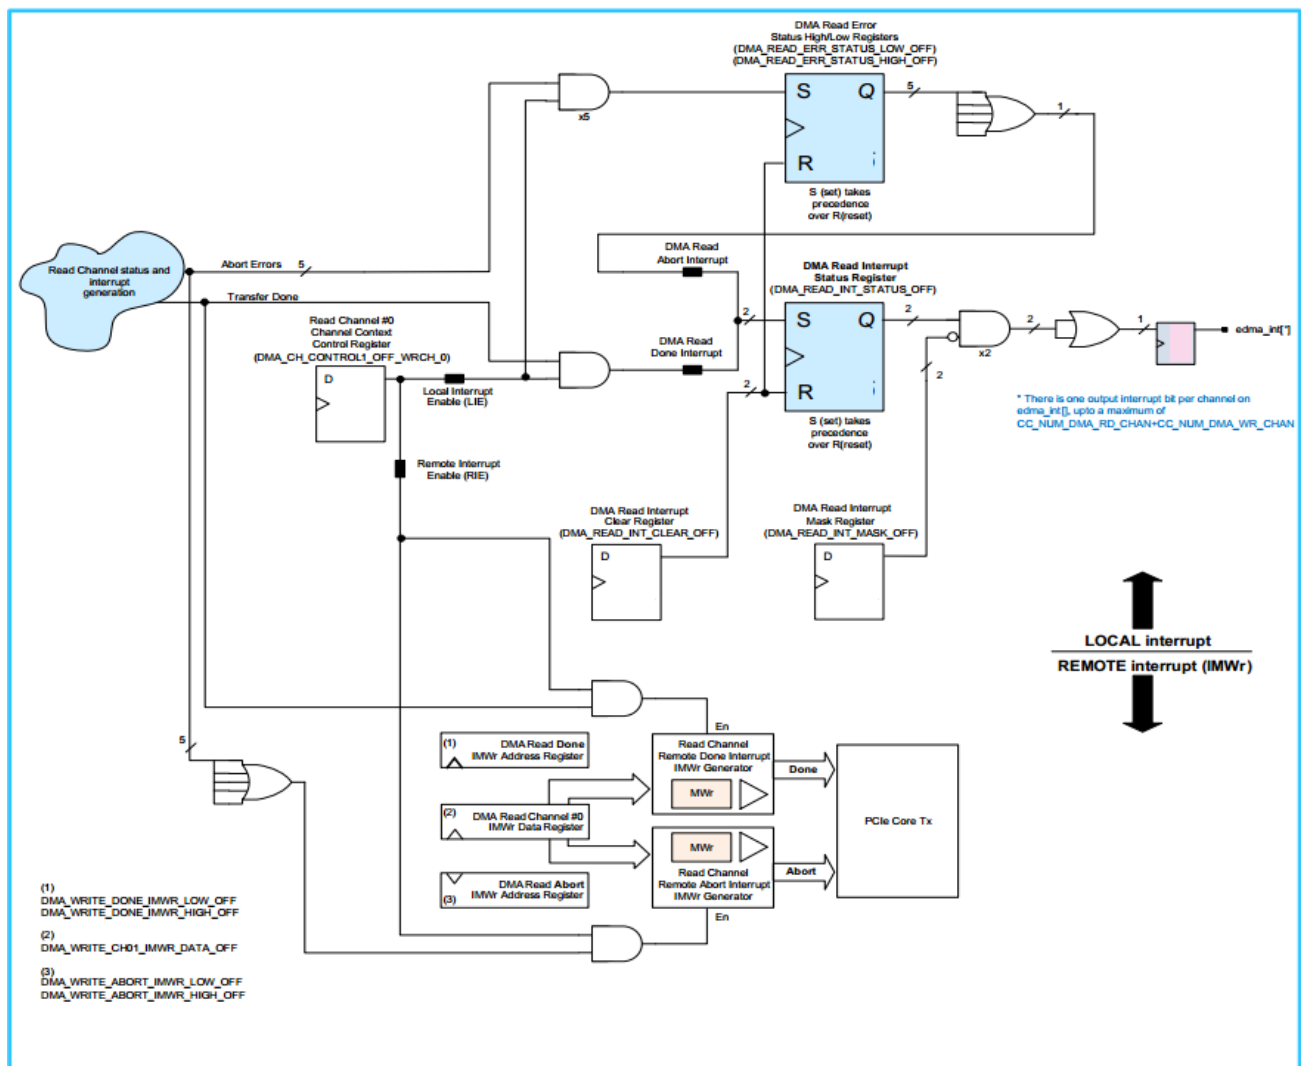 DMA Read Error
Status High/Low Registers
(DMA_READ_ERR_STATUS_LOW_OFF)
(DMA_READ_ERR_STATUS_HIGH_OFF)
S
Q
5
1
x5
R
S (set) takes
precedence
over R(reset)
Read Channel status and
interrupt
generation
Abort Errors
5
Transfer Done
DMA Read
Abort Interrupt
DMA Read Interrupt
Status Register
(DMA_READ_INT_STATUS_OFF)
Read Channel #0
Channel Context
Control Register
(DMA_CH_CONTROL1_OFF_WRCH_0)
D
2
S
Q
2
x2
2
1
edma_int[*]
DMA Read
Done Interrupt
Local Interrupt
Enable (LIE)
2
R
2
S (set) takes
precedence
over R(reset)
* There is one output interrupt bit per channel on
edma_int[], upto a maximum of
CC_NUM_DMA_RD_CHAN+CC_NUM_DMA_WR_CHAN
Remote Interrupt
Enable (RIE)
DMA Read Interrupt
Clear Register
(DMA_READ_INT_CLEAR_OFF)
D
DMA Read Interrupt
Mask Register
(DMA_READ_INT_MASK_OFF)
D
LOCAL interrupt
REMOTE interrupt (IMWr)
5
En
(1)
DMA Read Done
IMWr Address Register
Read Channel
Remote Done Interrupt
IMWr Generator
MWr
Done
(2)
DMA Read Channel #0
IMWr Data Register
PCIe Core Tx
MWr
Read Channel
Remote Abort Interrupt
IMWr Generator
Abort
DMA Read Abort
IMWr Address Register
(3)
En
(1)
DMA_WRITE_DONE_IMWR_LOW_OFF
DMA_WRITE_DONE_IMWR_HIGH_OFF
(2)
DMA_WRITE_CH01_IMWR_DATA_OFF
(3)
DMA_WRITE_ABORT_IMWR_LOW_OFF
DMA_WRITE_ABORT_IMWR_HIGH_OFF